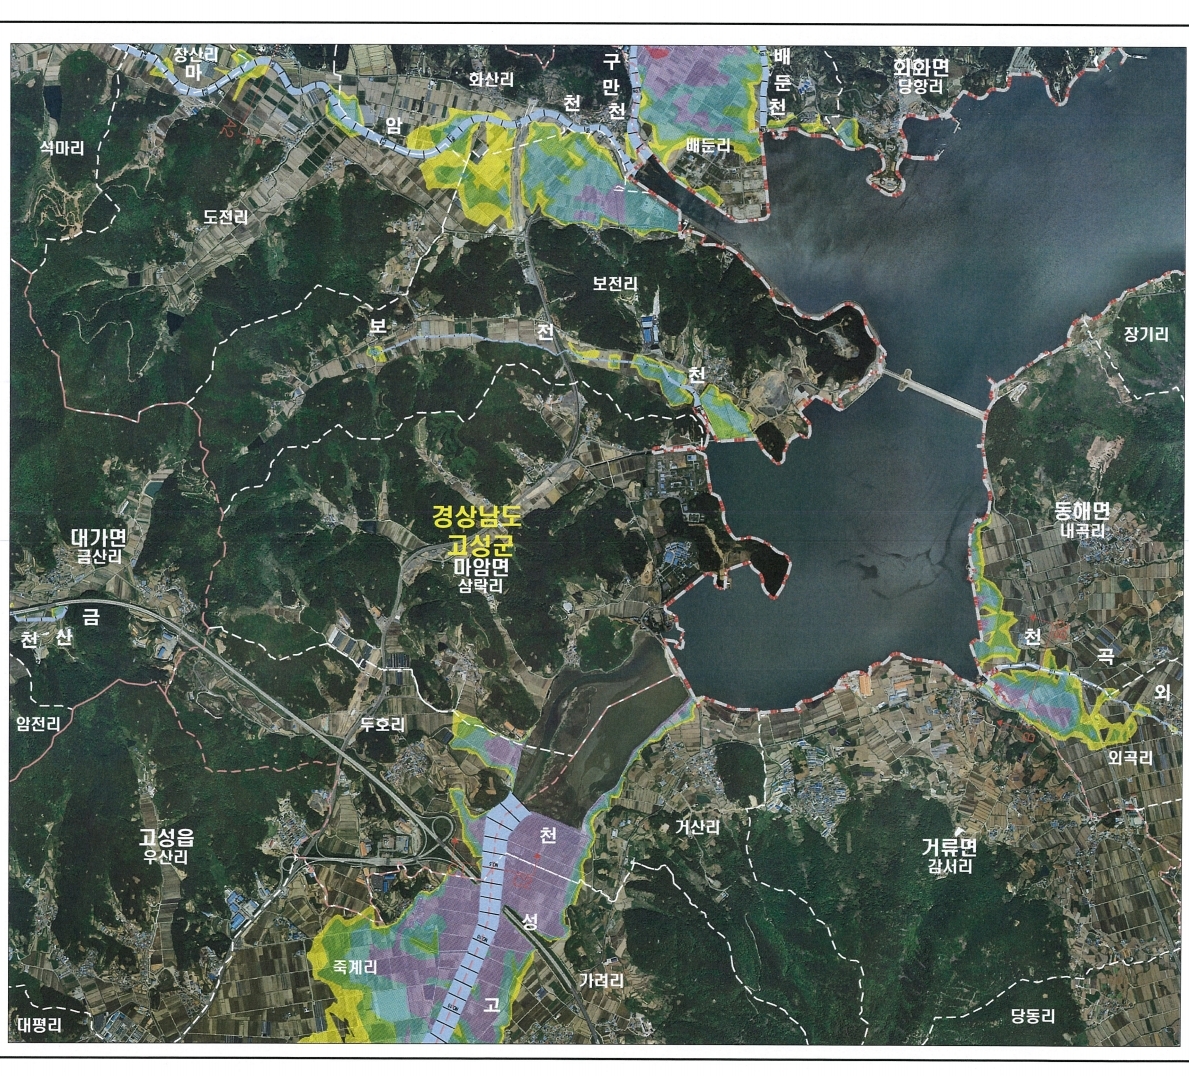 장산리
마
화산리
천
구
만
천
배
둔
천
회화면
당항리
석마리
암
배둔리
도전리
보전리
보
전
천
장기리
경상남도
고성군
마암면
삼락리
대가면
금산리
동해면
내곡리
금
산
천
천
곡
외
암전리
두호리
외곡리
고성읍
우산리
천
거산리
거류면
감서리
성
죽계리
가려리
고
대평리
당동리